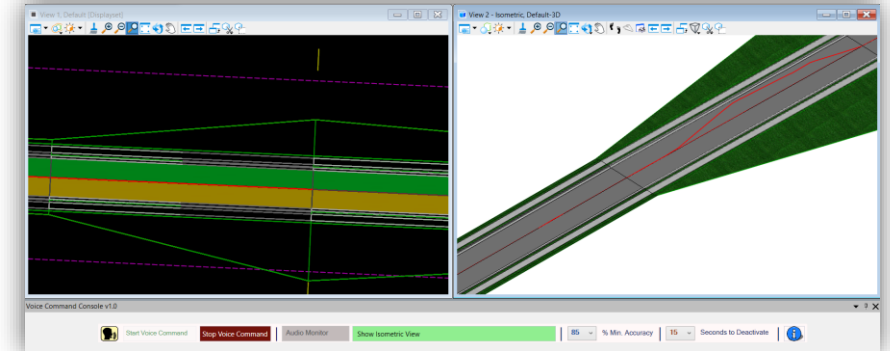 View 1, Default (Displayset)
View 2 - Isometric, Default-3D
Voice Command Console v1.0
Start Voice Command
Stop Voice Command
Audio Monitor
Show Isometric View
85
% Min. Accuracy
15
Seconds to Deactivate